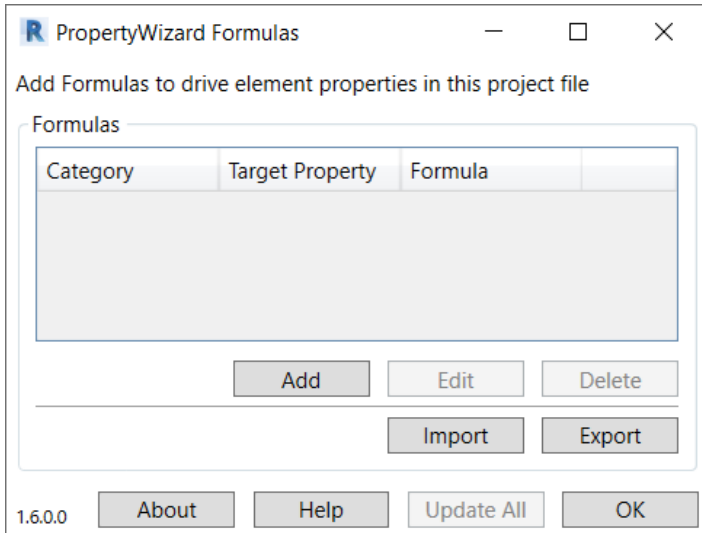 R PropertyWizard Formulas
Add Formulas to drive element properties in this project file
Formulas
Category Target Property Formula
Add Edit Delete
Import Export
1.6.0.0 About Help Update All OK